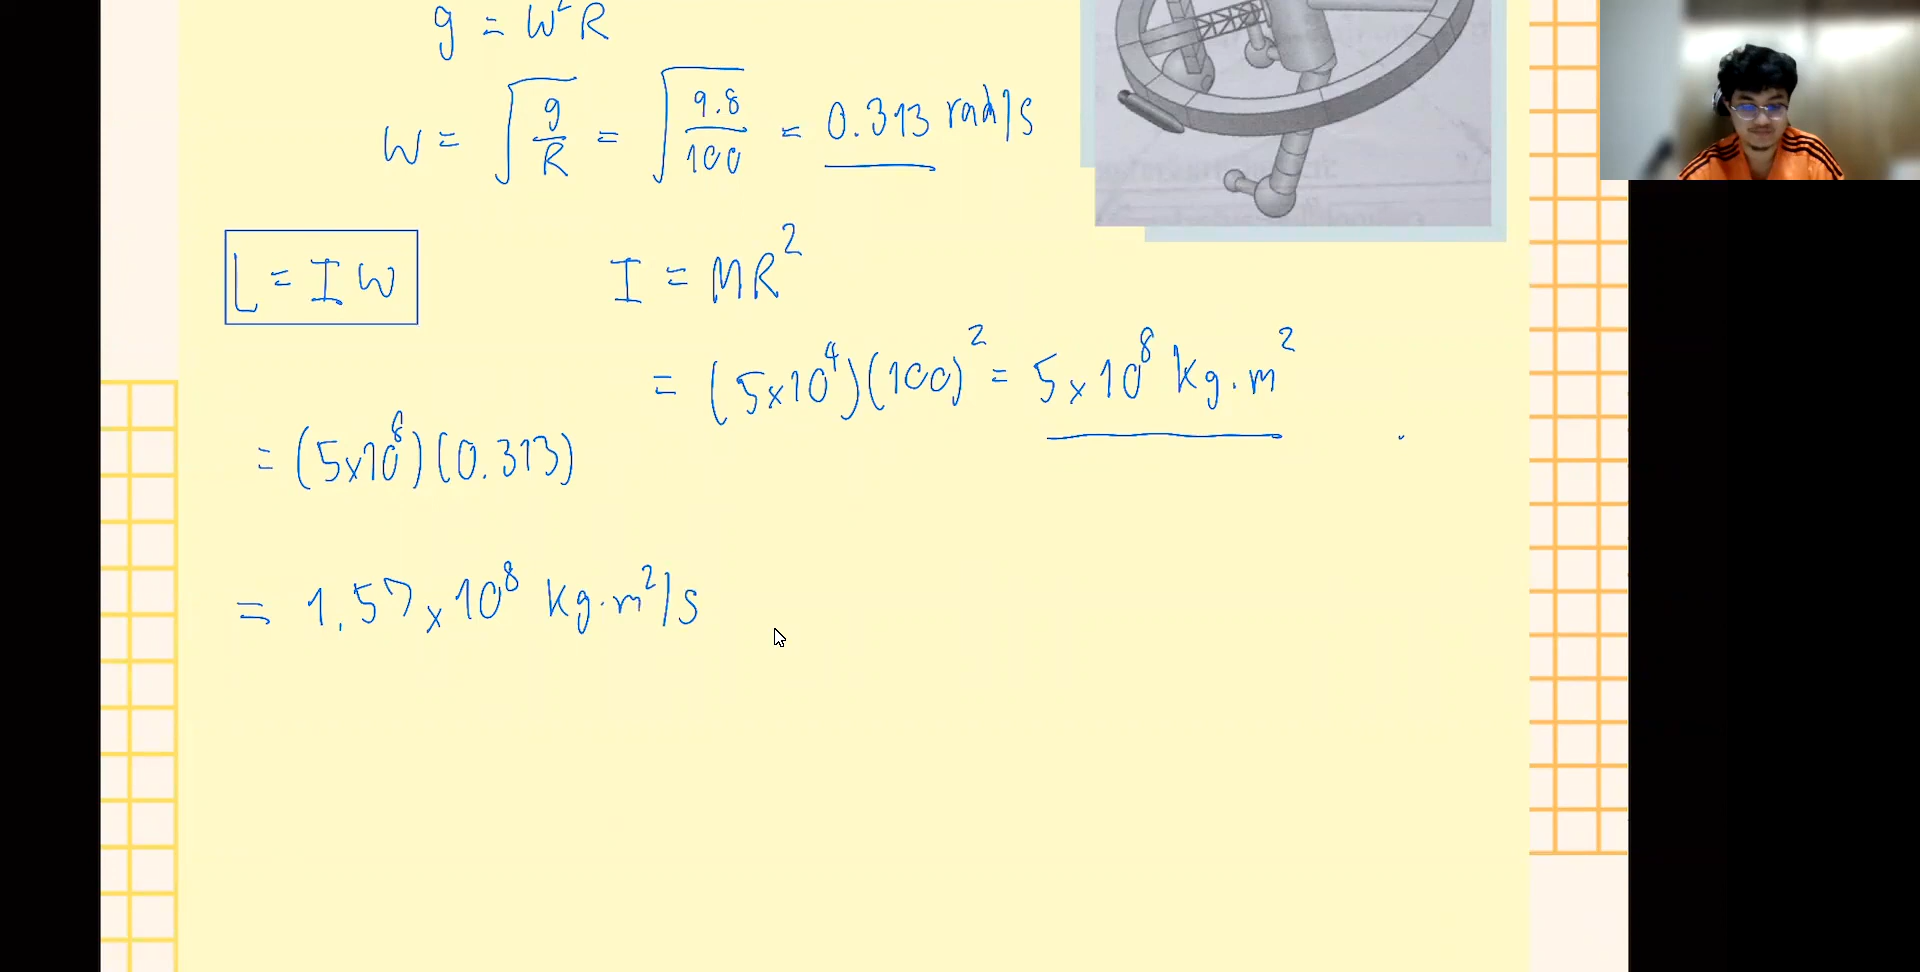 g = W²R
W = √(g/R) = √(9.8/100) = 0.313 rad/s
L = I W
I = MR²
= (5x10⁴)(100)² = 5x10⁸ kg.m²
= (5x10⁸)(0.313)
= 1.57x10⁸ kg.m²/s